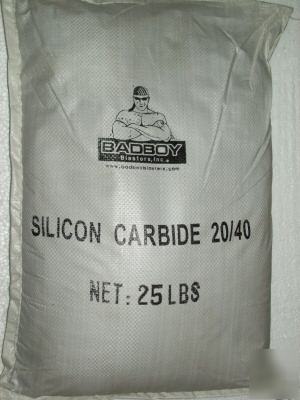 BADBOY
Blasters, Inc.
www.badboyblasters.com
SILICON CARBIDE 20/40
NET: 25 LBS